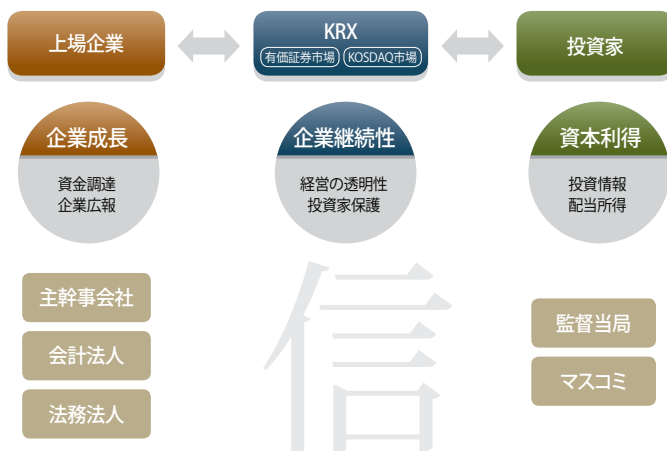 上場企業
KRX
有価証券市場 KOSDAQ市場
投資家
企業成長
資金調達
企業広報
企業継続性
経営の透明性
投資家保護
資本利得
投資情報
配当所得
主幹事会社
会計法人
法務法人
信
監督当局
マスコミ